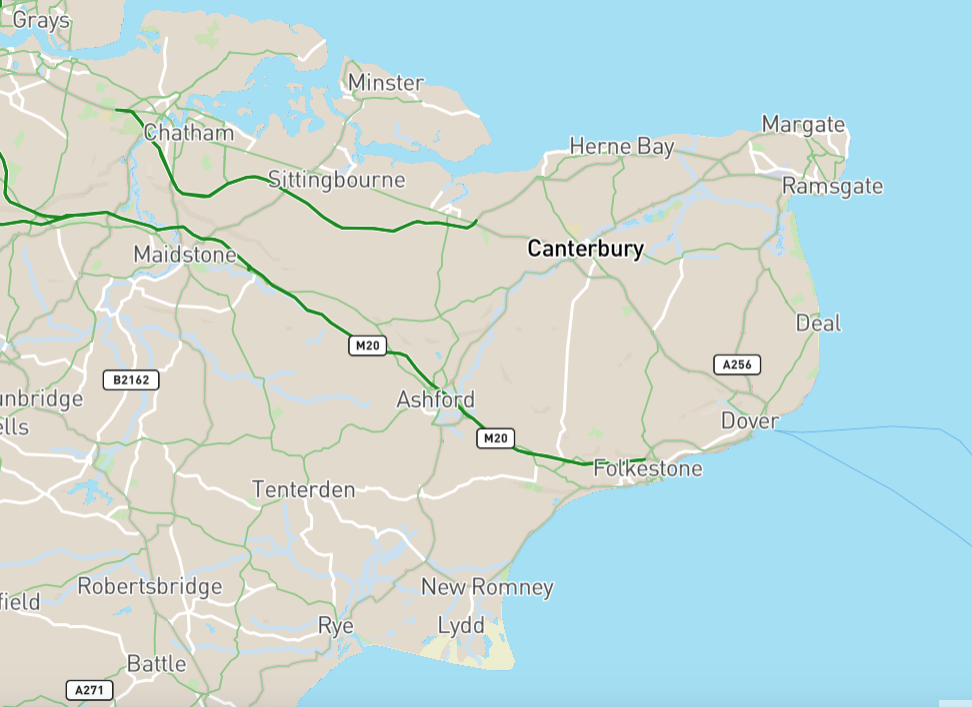 Grays
Minster
Chatham
Margate
Herne Bay
Sittingbourne
Ramsgate
Canterbury
Maidstone
Deal
M20
A256
B2162
unbridge
ells
Ashford
Dover
M20
Folkestone
Tenterden
Robertsbridge
New Romney
field
Rye
Lydd
Battle
A271